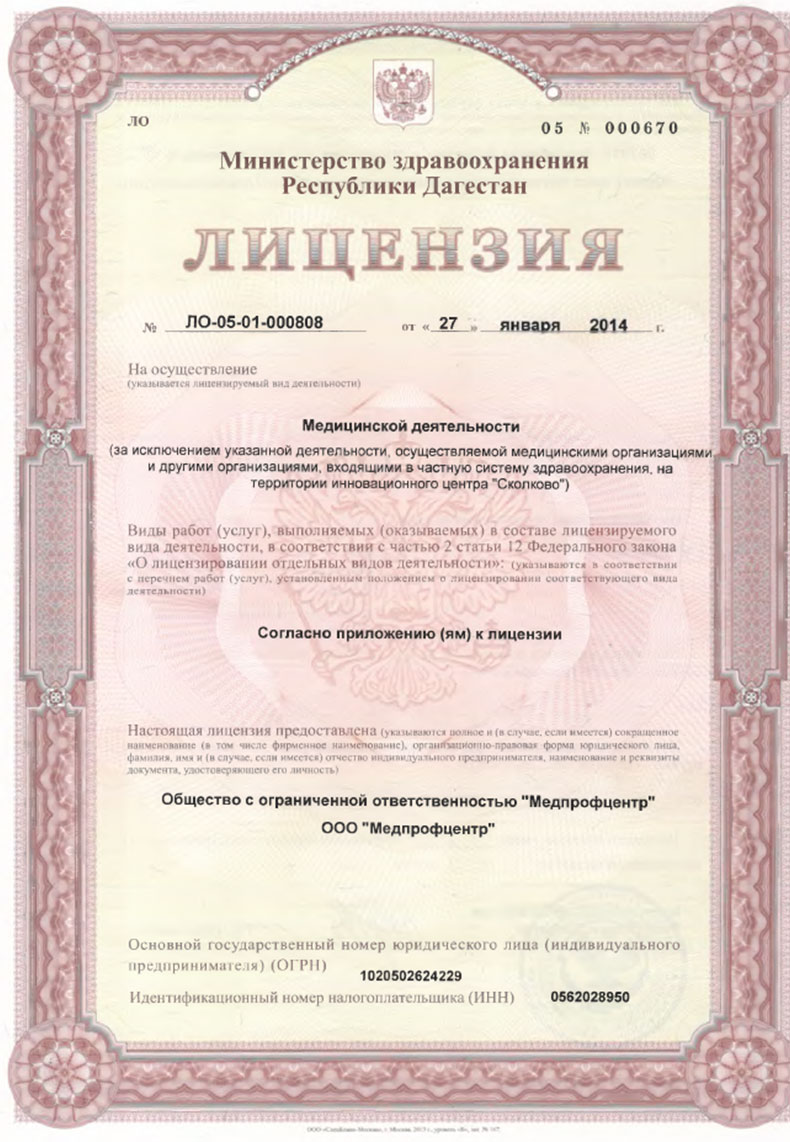 ЛО
05 № 000670
Министерство здравоохранения
Республики Дагестан
ЛИЦЕНЗИЯ
№ ЛО-05-01-000808 от « 27 » января 2014 г.
На осуществление
(указывается лицензируемый вид деятельности)
Медицинской деятельности
(за исключением указанной деятельности, осуществляемой медицинскими организациями
и другими организациями, входящими в частную систему здравоохранения, на
территории инновационного центра "Сколково")
Виды работ (услуг), выполняемых (оказываемых) в составе лицензируемого
вида деятельности, в соответствии с частью 2 статьи 12 Федерального закона
«О лицензировании отдельных видов деятельности»: (указываются в соответствии
с перечнем работ (услуг), установленным положением о лицензировании соответствующего вида
деятельности)
Согласно приложению (ям) к лицензии
Настоящая лицензия предоставлена (указываются полное и (в случае, если имеется) сокращенное
наименование (в том числе фирменное наименование), организационно-правовая форма юридического лица,
фамилия, имя и (в случае, если имеется) отчество индивидуального предпринимателя, наименование и реквизиты
документа, удостоверяющего его личность)
Общество с ограниченной ответственностью "Медпрофцентр"
ООО "Медпрофцентр"
Основной государственный номер юридического лица (индивидуального
предпринимателя) (ОГРН)
1020502624229
Идентификационный номер налогоплательщика (ИНН) 0562028950